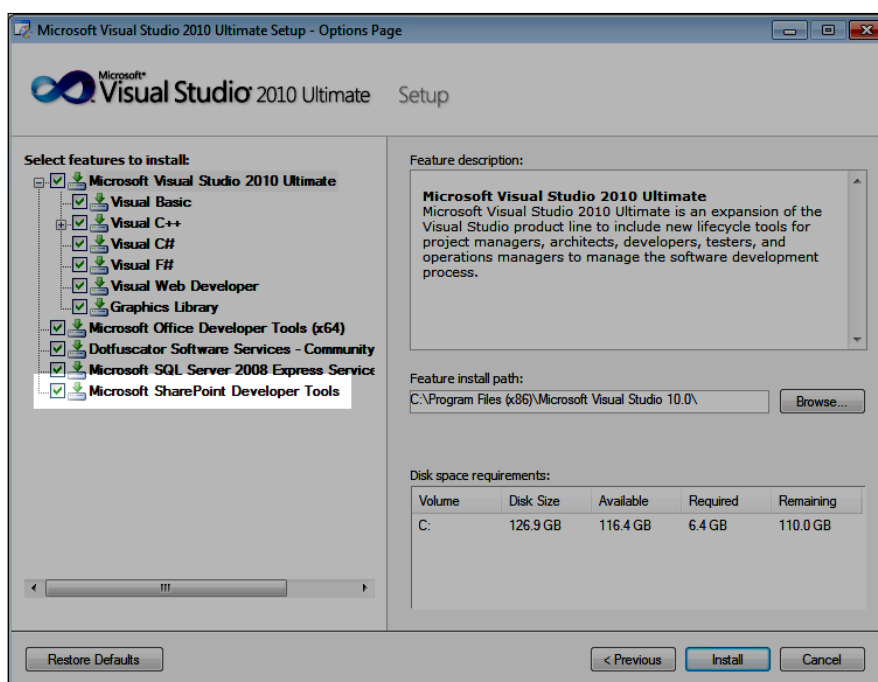 Microsoft Visual Studio 2010 Ultimate Setup - Options Page
Microsoft®
Visual Studio® 2010 Ultimate Setup
Select features to install:
Microsoft Visual Studio 2010 Ultimate
Visual Basic
Visual C++
Visual C#
Visual F#
Visual Web Developer
Graphics Library
Microsoft Office Developer Tools (x64)
Dotfuscator Software Services - Community
Microsoft SQL Server 2008 Express Service
Microsoft SharePoint Developer Tools
Feature description:
Microsoft Visual Studio 2010 Ultimate
Microsoft Visual Studio 2010 Ultimate is an expansion of the
Visual Studio product line to include new lifecycle tools for
project managers, architects, developers, testers, and
operations managers to manage the software development
process.
Feature install path:
C:\Program Files (x86)\Microsoft Visual Studio 10.0\
Browse...
Disk space requirements:
Volume Disk Size Available Required Remaining
C: 126.9 GB 116.4 GB 6.4 GB 110.0 GB
Restore Defaults
< Previous Install Cancel